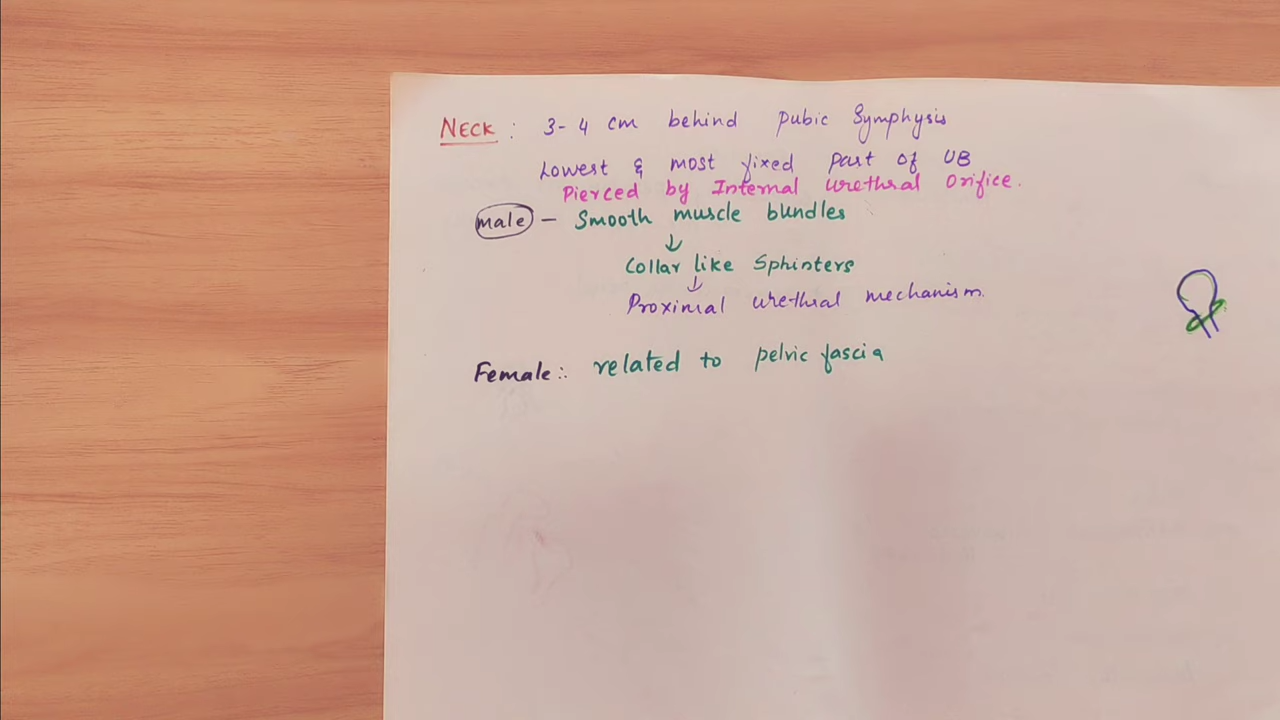 NECK : 3-4 cm behind pubic Symphysis
Lowest & most fixed part of UB
Pierced by Internal urethral Orifice.
male — Smooth muscle bundles
↓
Collar like Sphinters
↓
Proximal urethral mechanism.
Female:: related to pelvic fascia